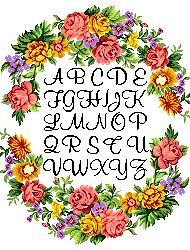 A B C D E
F G H I J K
L M N O P
Q R S T U
V W X Y Z